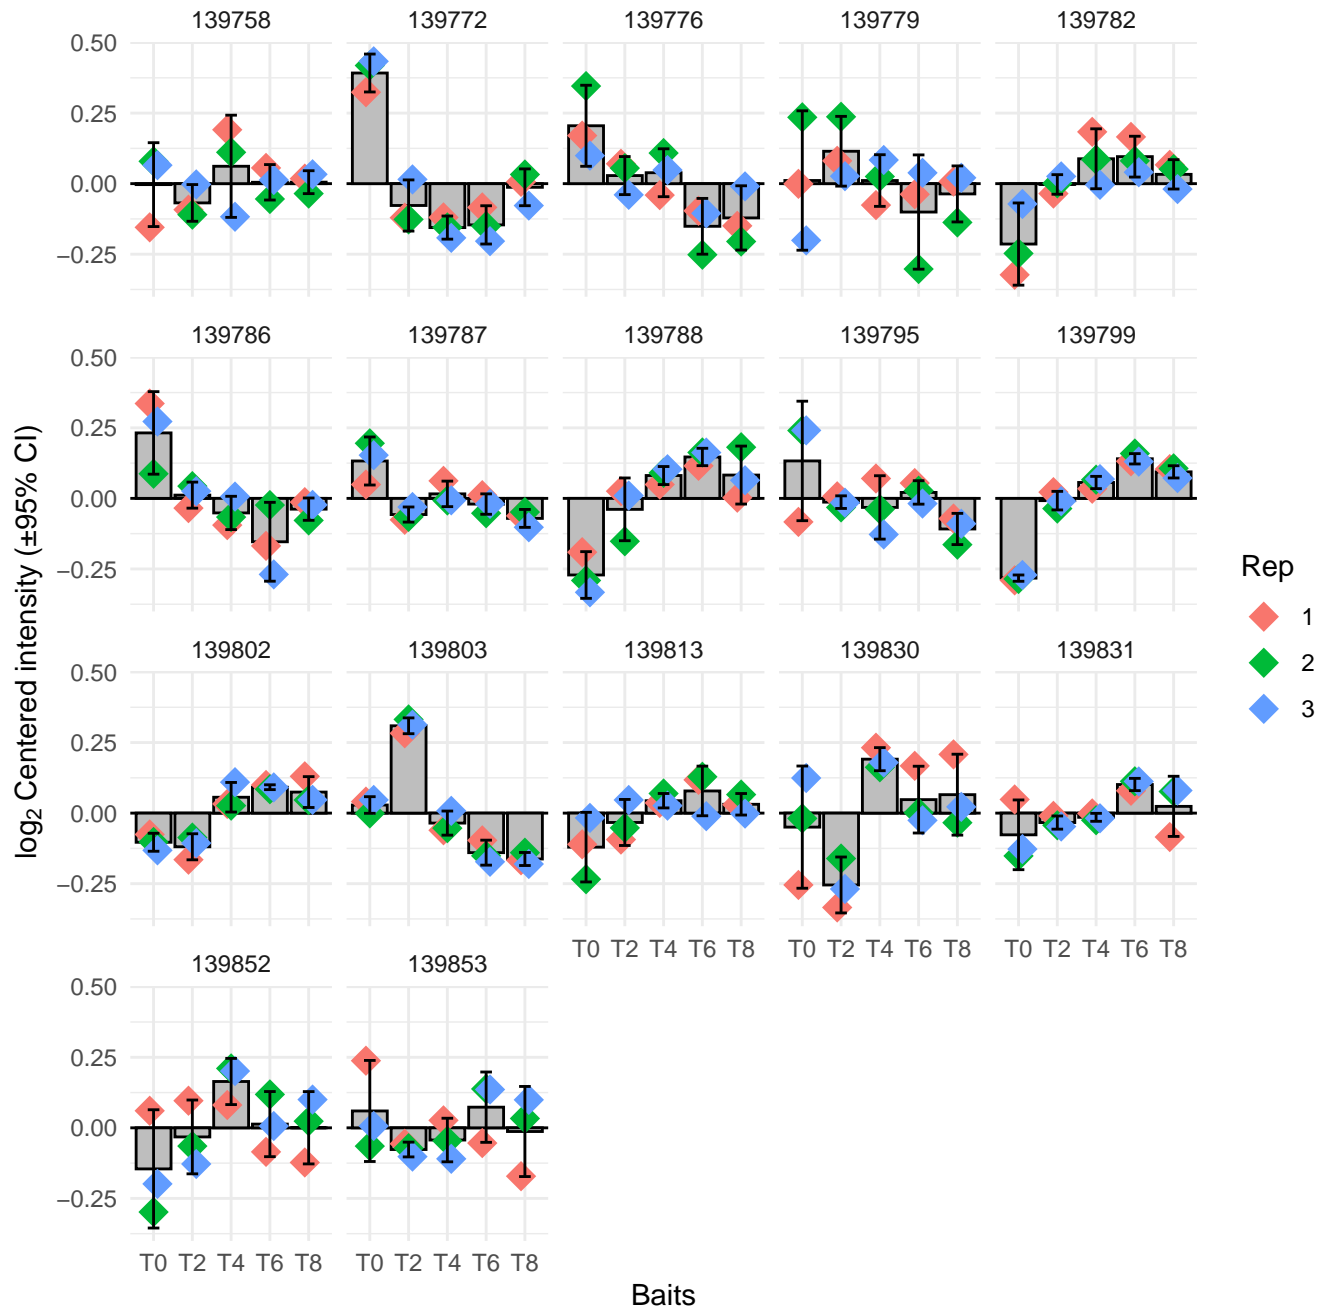 139758 139772 139776 139779 139782
0.50
0.25
0.00
−0.25
139786 139787 139788 139795 139799
0.50
0.25
0.00
−0.25
139802 139803 139813 139830 139831
0.50
0.25
0.00
−0.25
T0 T2 T4 T6 T8 T0 T2 T4 T6 T8 T0 T2 T4 T6 T8
139852 139853
0.50
0.25
0.00
−0.25
T0 T2 T4 T6 T8 T0 T2 T4 T6 T8
Baits
log₂ Centered intensity (±95% CI)
Rep
1
2
3